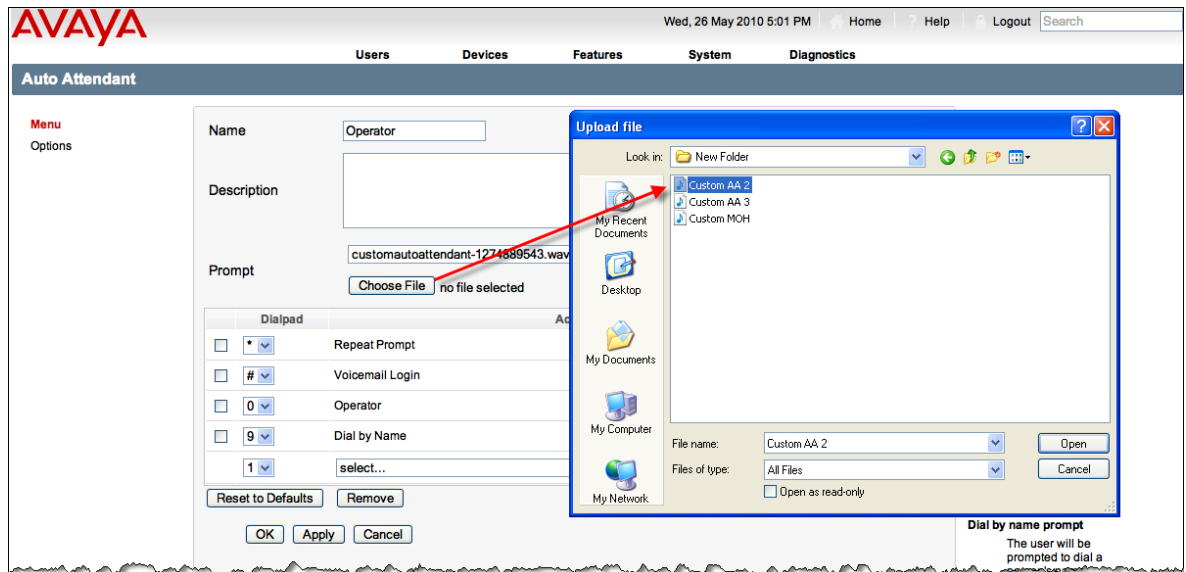 AVAYA
Wed, 26 May 2010 5:01 PM Home ? Help Logout Search
Users Devices Features System Diagnostics
Auto Attendant
Menu
Options
Name Operator
Description
Prompt
customautoattendant-1274889543.wav
Choose File no file selected
Dialpad Ac
* Repeat Prompt
# Voicemail Login
0 Operator
9 Dial by Name
1 select...
Reset to Defaults Remove
OK Apply Cancel
Upload file
Look in: New Folder
My Recent
Documents
Desktop
My Documents
My Computer
My Network
Custom AA 2
Custom AA 3
Custom MOH
File name: Custom AA 2 Open
Files of type: All Files Cancel
Open as read-only
Dial by name prompt
The user will be
prompted to dial a